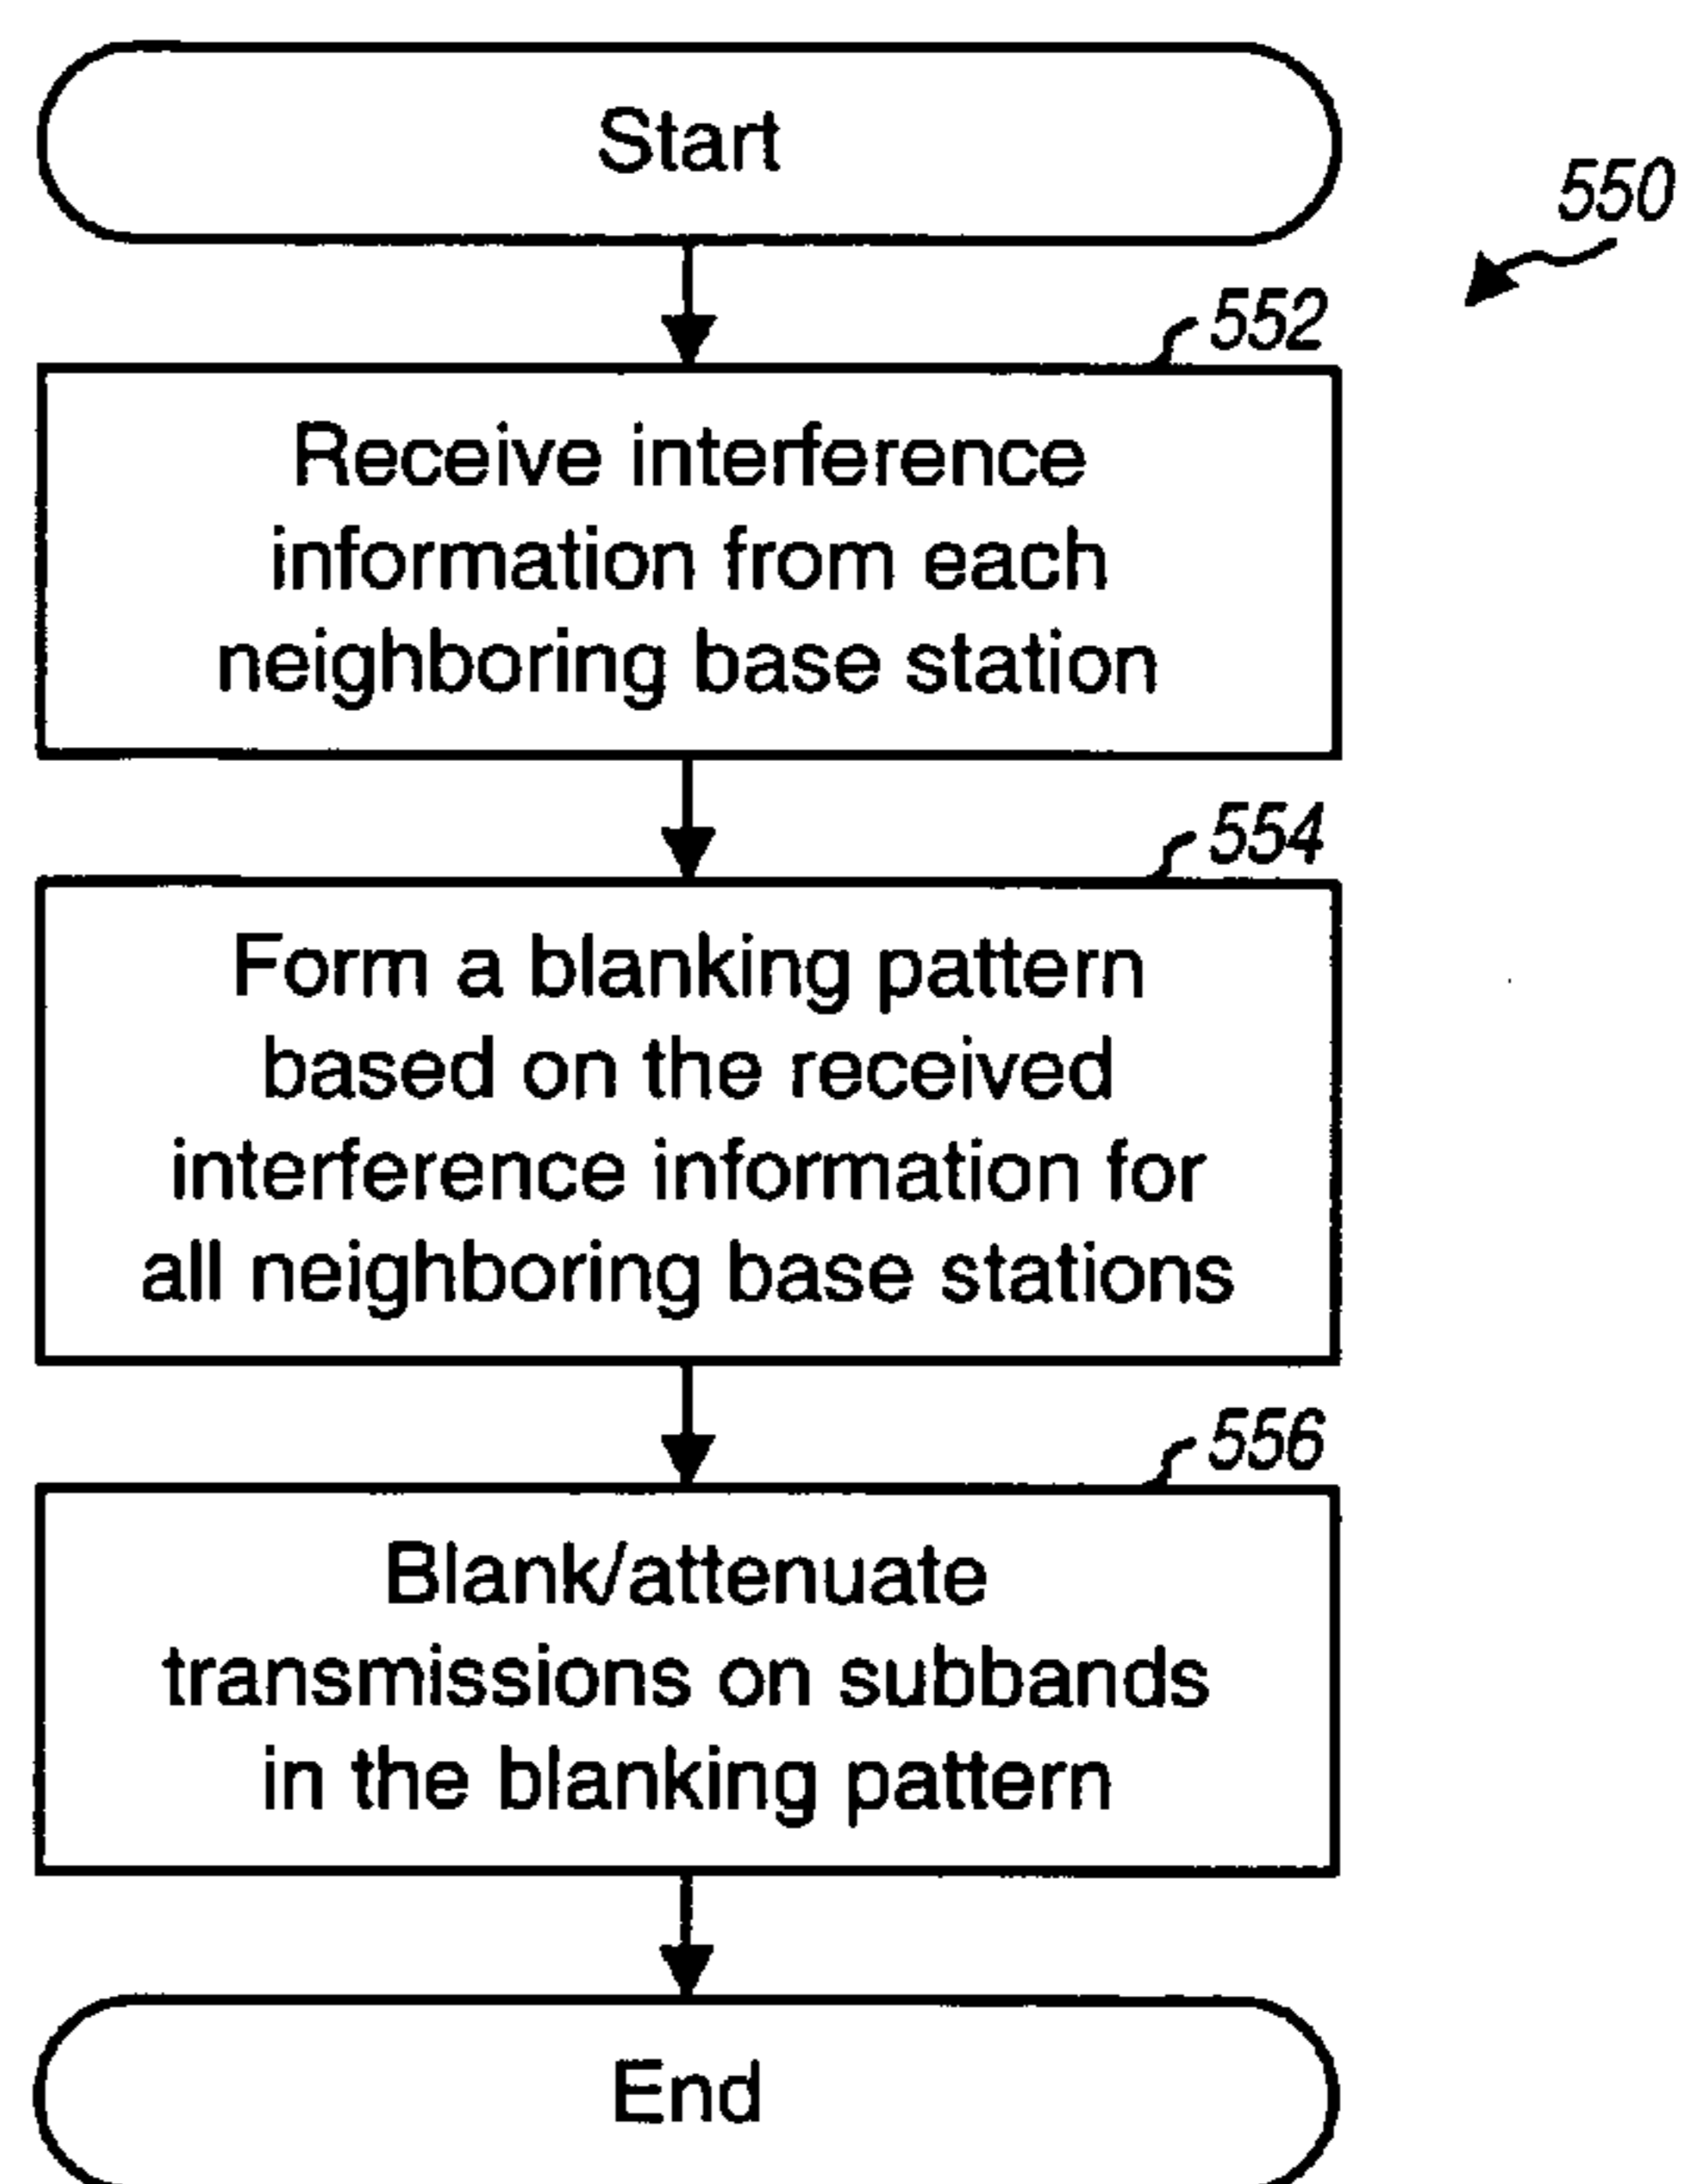 Start
550
552
Receive interference
information from each
neighboring base station
554
Form a blanking pattern
based on the received
interference information for
all neighboring base stations
556
Blank/attenuate
transmissions on subbands
in the blanking pattern
End